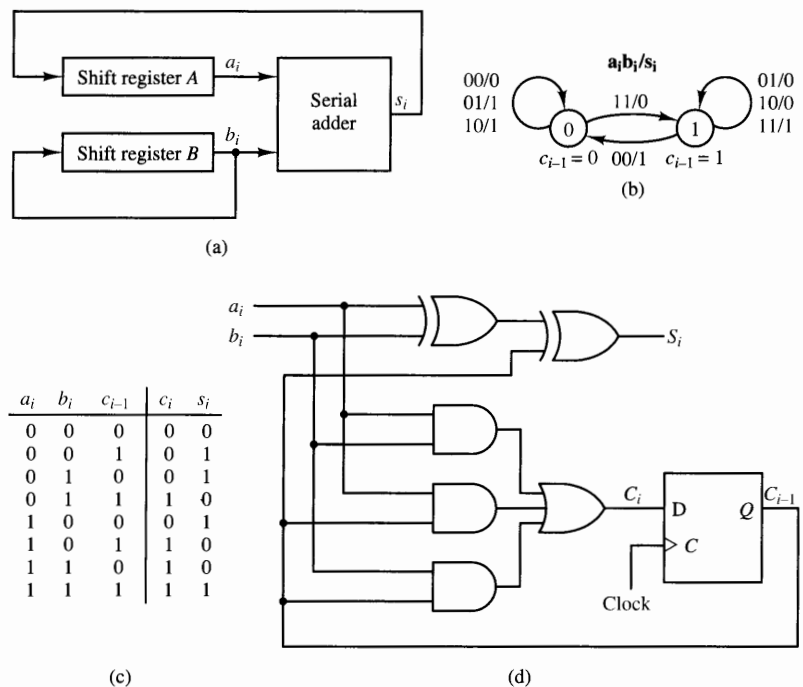 Shift register A
a_i
Serial adder
s_i
Shift register B
b_i
(a)
a_ib_i/s_i
00/0
01/1
10/1
11/0
01/0
10/0
11/1
0
1
c_{i−1} = 0
00/1
c_{i−1} = 1
(b)
a_i b_i c_{i−1} c_i s_i
0 0 0 0 0
0 0 1 0 1
0 1 0 0 1
0 1 1 1 0
1 0 0 0 1
1 0 1 1 0
1 1 0 1 0
1 1 1 1 1
(c)
a_i
b_i
S_i
C_i
D Q
C_{i−1}
C
Clock
(d)